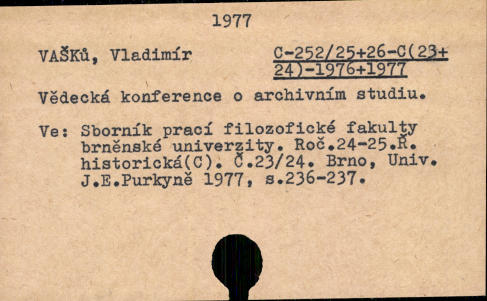 1977
VAŠKů, Vladimír
C-252/25+26-C(23+
24)-1976+1977
Vědecká konference o archivním studiu.
Ve: Sborník prací filozofické fakulty
brněnské univerzity. Roč.24-25.Ř.
historická(C). Č.23/24. Brno, Univ.
J.E.Purkyně 1977, s.236-237.